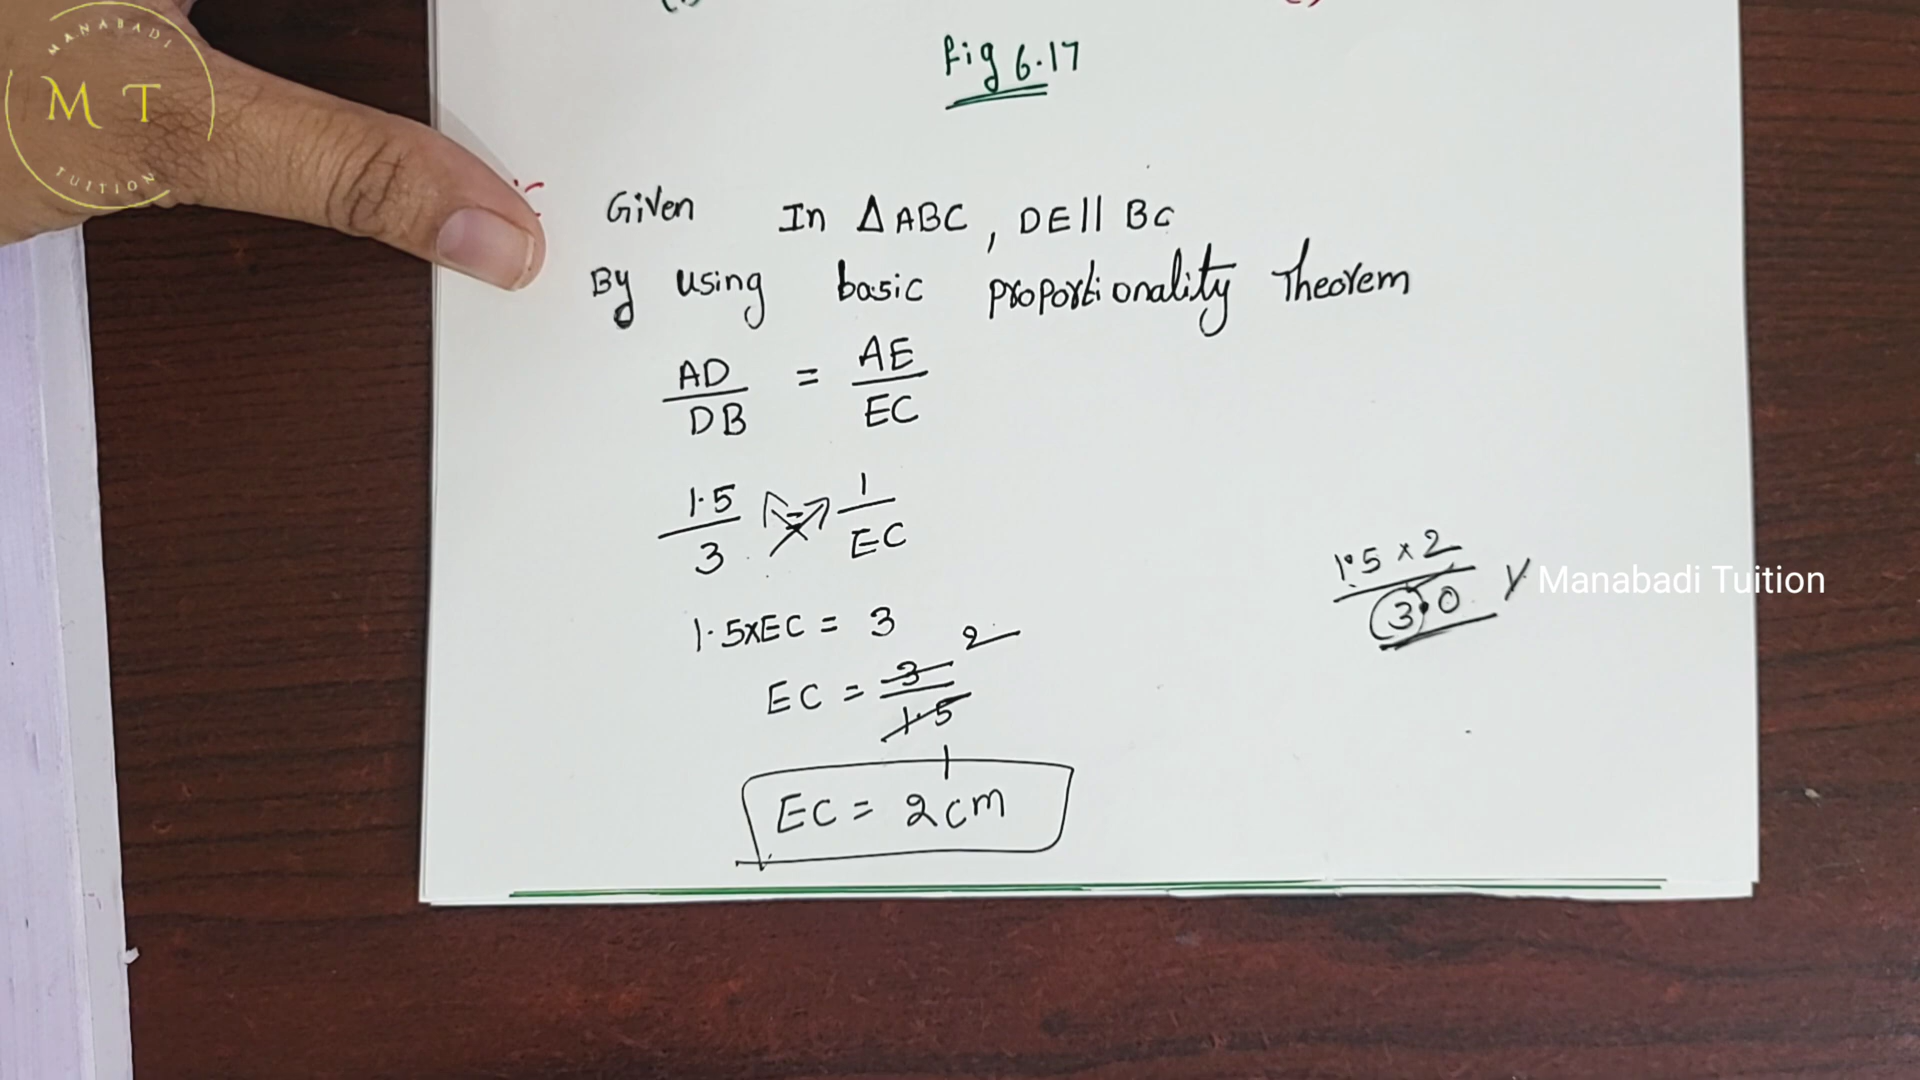 MANABADI
M T
TUITION
Fig 6.17
Given In ΔABC, DE || BC
By using basic proportionality Theorem
AD/DB = AE/EC
1.5/3 = 1/EC
1.5×EC = 3
EC = 3/1.5
2
1
EC = 2cm
1.5 × 2
3.0
Manabadi Tuition